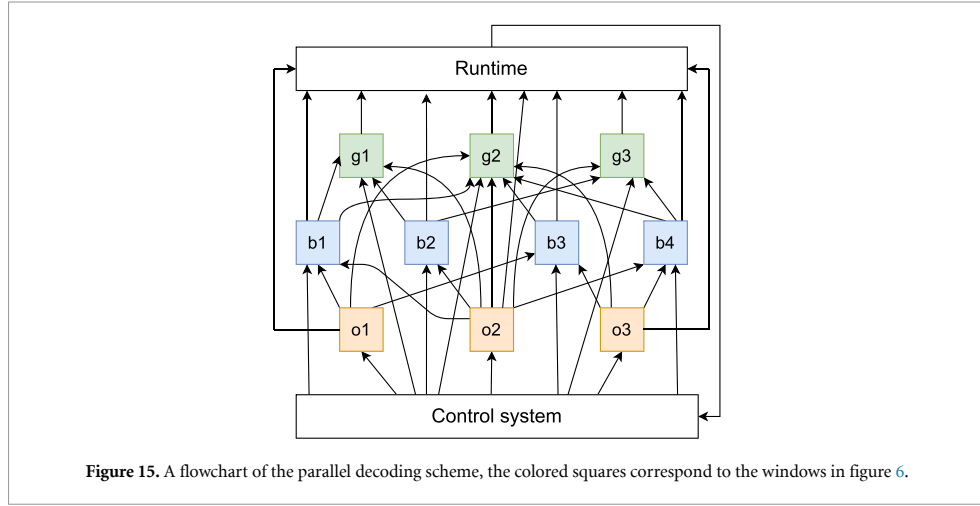 Runtime
g1 g2 g3
b1 b2 b3 b4
o1 o2 o3
Control system
Figure 15. A flowchart of the parallel decoding scheme, the colored squares correspond to the windows in figure 6.